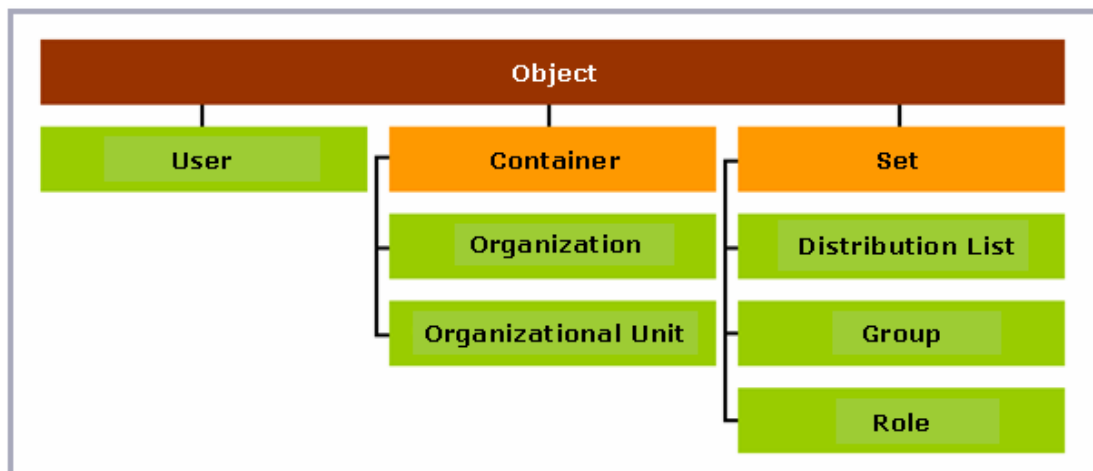 Object
User
Container
Set
Organization
Distribution List
Organizational Unit
Group
Role